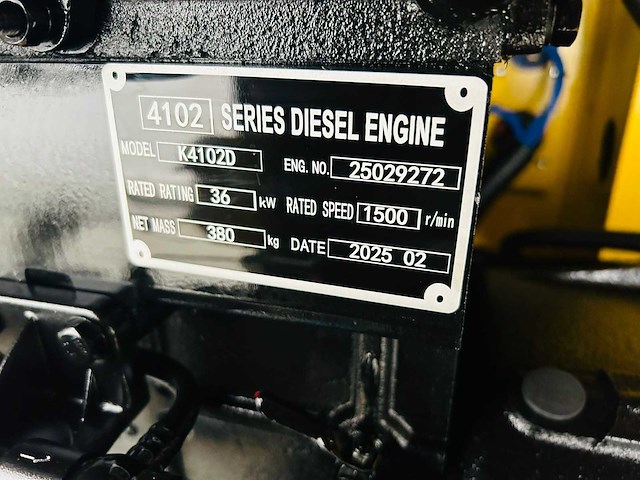 4102 SERIES DIESEL ENGINE
MODEL K4102D ENG. NO. 25029272
RATED RATING 36 kW RATED SPEED 1500 r/min
NET MASS 380 kg DATE 2025 02